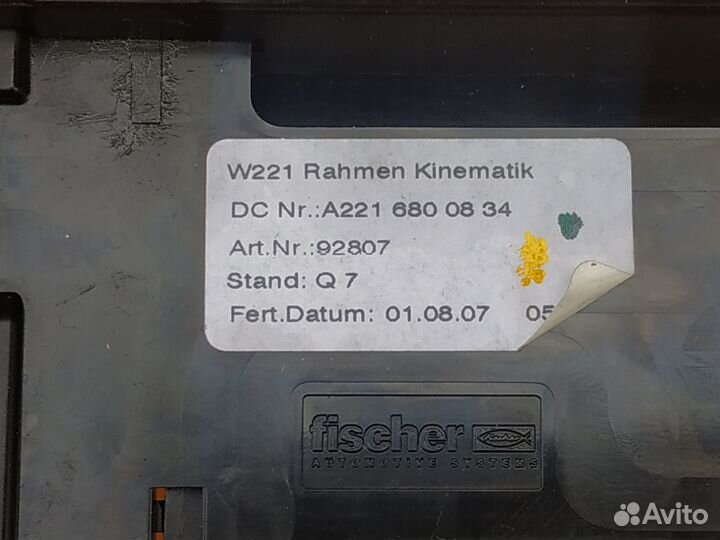 W221 Rahmen Kinematik
DC Nr.:A221 680 08 34
Art.Nr.:92807
Stand: Q 7
Fert.Datum: 01.08.07 05
fischer
AUTOMOTIVE SYSTEMS
Avito